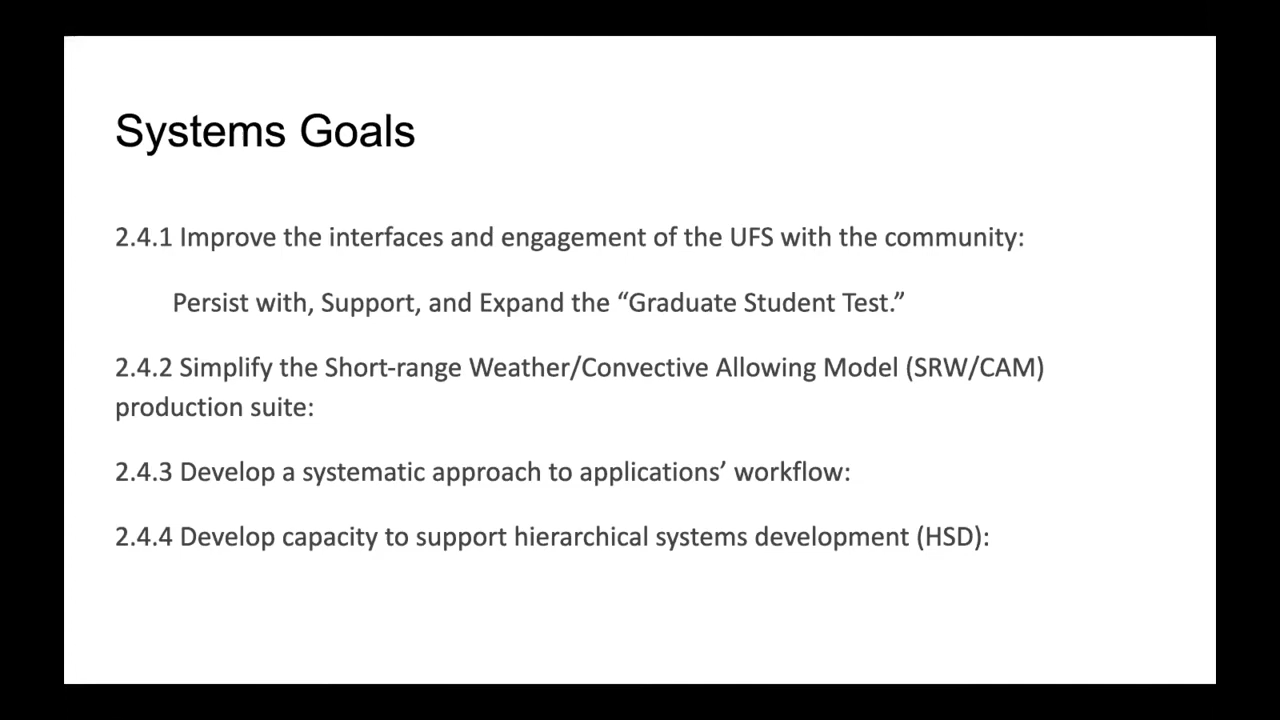 Systems Goals
2.4.1 Improve the interfaces and engagement of the UFS with the community:
Persist with, Support, and Expand the “Graduate Student Test.”
2.4.2 Simplify the Short-range Weather/Convective Allowing Model (SRW/CAM)
production suite:
2.4.3 Develop a systematic approach to applications’ workflow:
2.4.4 Develop capacity to support hierarchical systems development (HSD):